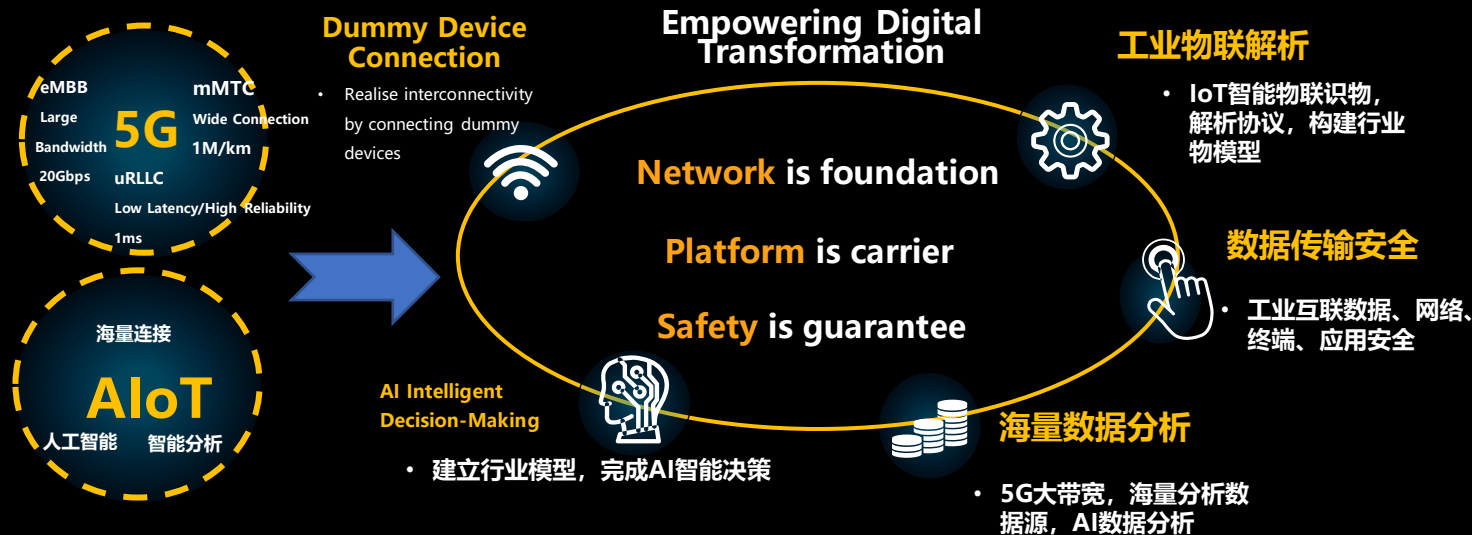 eMBB
Large
Bandwidth
20Gbps
5G
mMTC
Wide Connection
1M/km
uRLLC
Low Latency/High Reliability
1ms
海量连接
AIoT
人工智能
智能分析
Dummy Device
Connection
• Realise interconnectivity
by connecting dummy
devices
Empowering Digital
Transformation
Network is foundation
Platform is carrier
Safety is guarantee
工业物联解析
• IoT智能物联识物，
解析协议，构建行业
物模型
数据传输安全
• 工业互联数据、网络、
终端、应用安全
海量数据分析
• 5G大带宽，海量分析数
据源，AI数据分析
AI Intelligent
Decision-Making
• 建立行业模型，完成AI智能决策